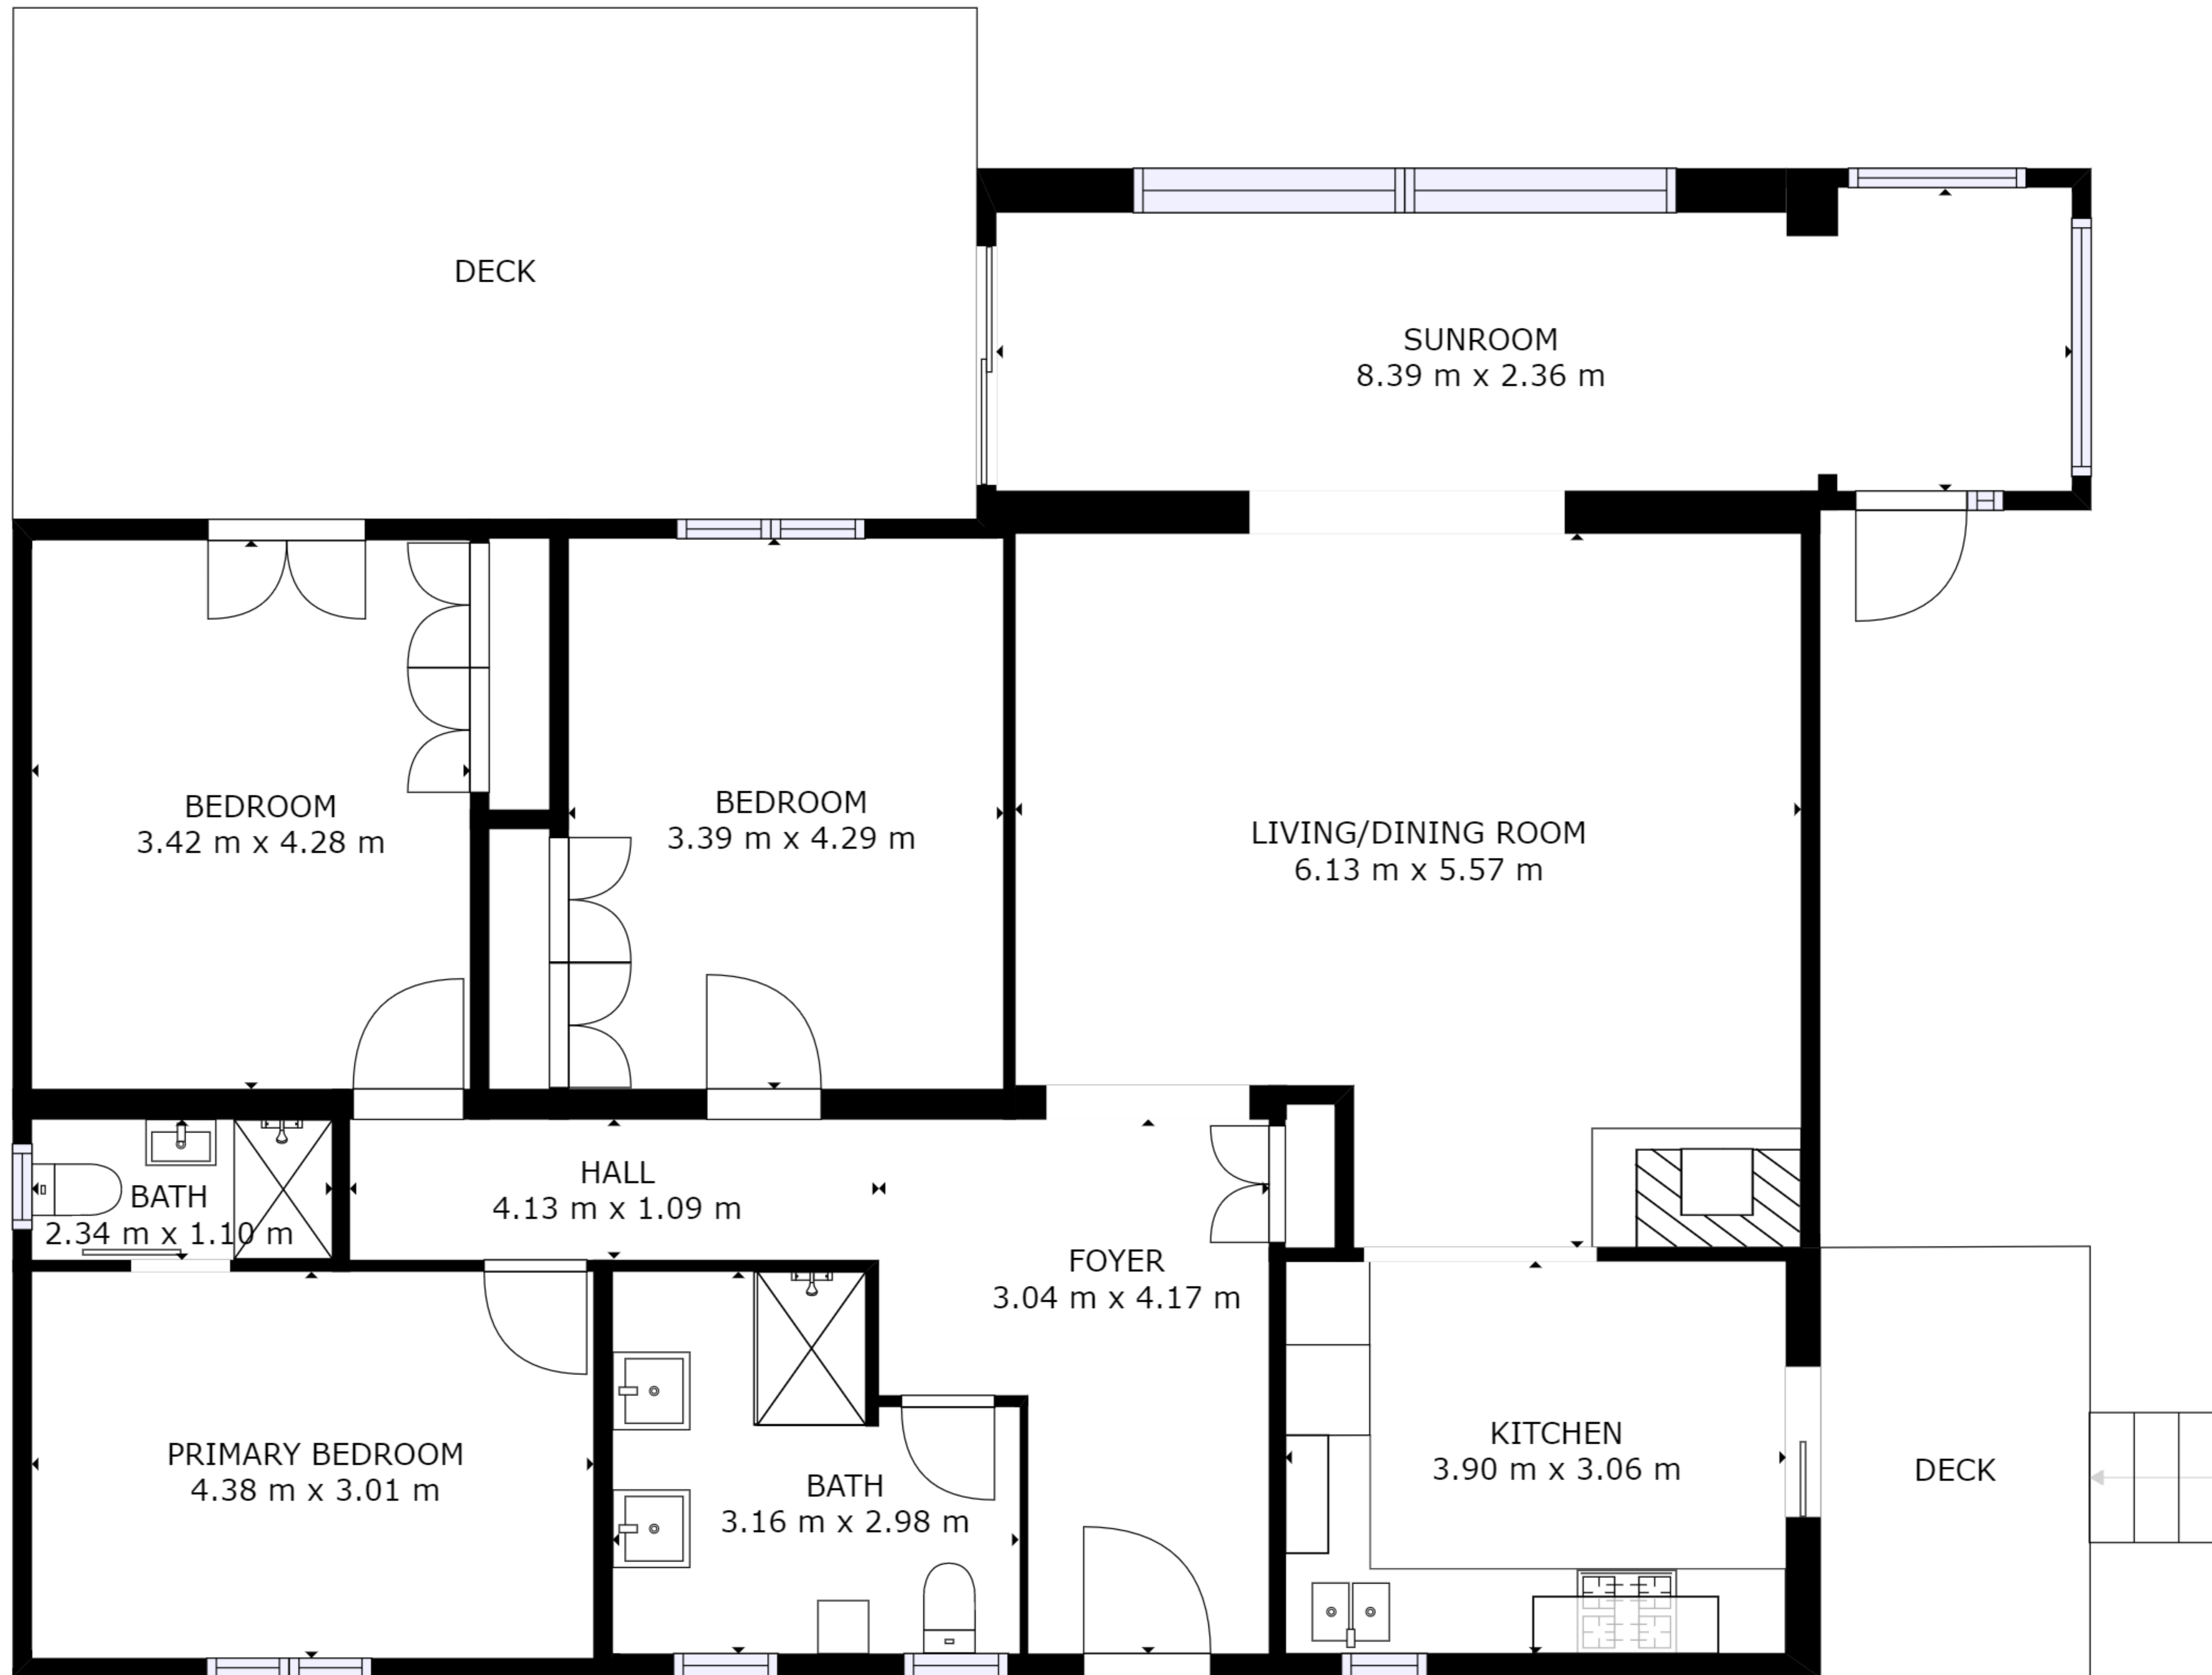 DECK
SUNROOM
8.39 m x 2.36 m
BEDROOM
3.42 m x 4.28 m
BEDROOM
3.39 m x 4.29 m
LIVING/DINING ROOM
6.13 m x 5.57 m
BATH
2.34 m x 1.10 m
HALL
4.13 m x 1.09 m
FOYER
3.04 m x 4.17 m
PRIMARY BEDROOM
4.38 m x 3.01 m
BATH
3.16 m x 2.98 m
KITCHEN
3.90 m x 3.06 m
DECK